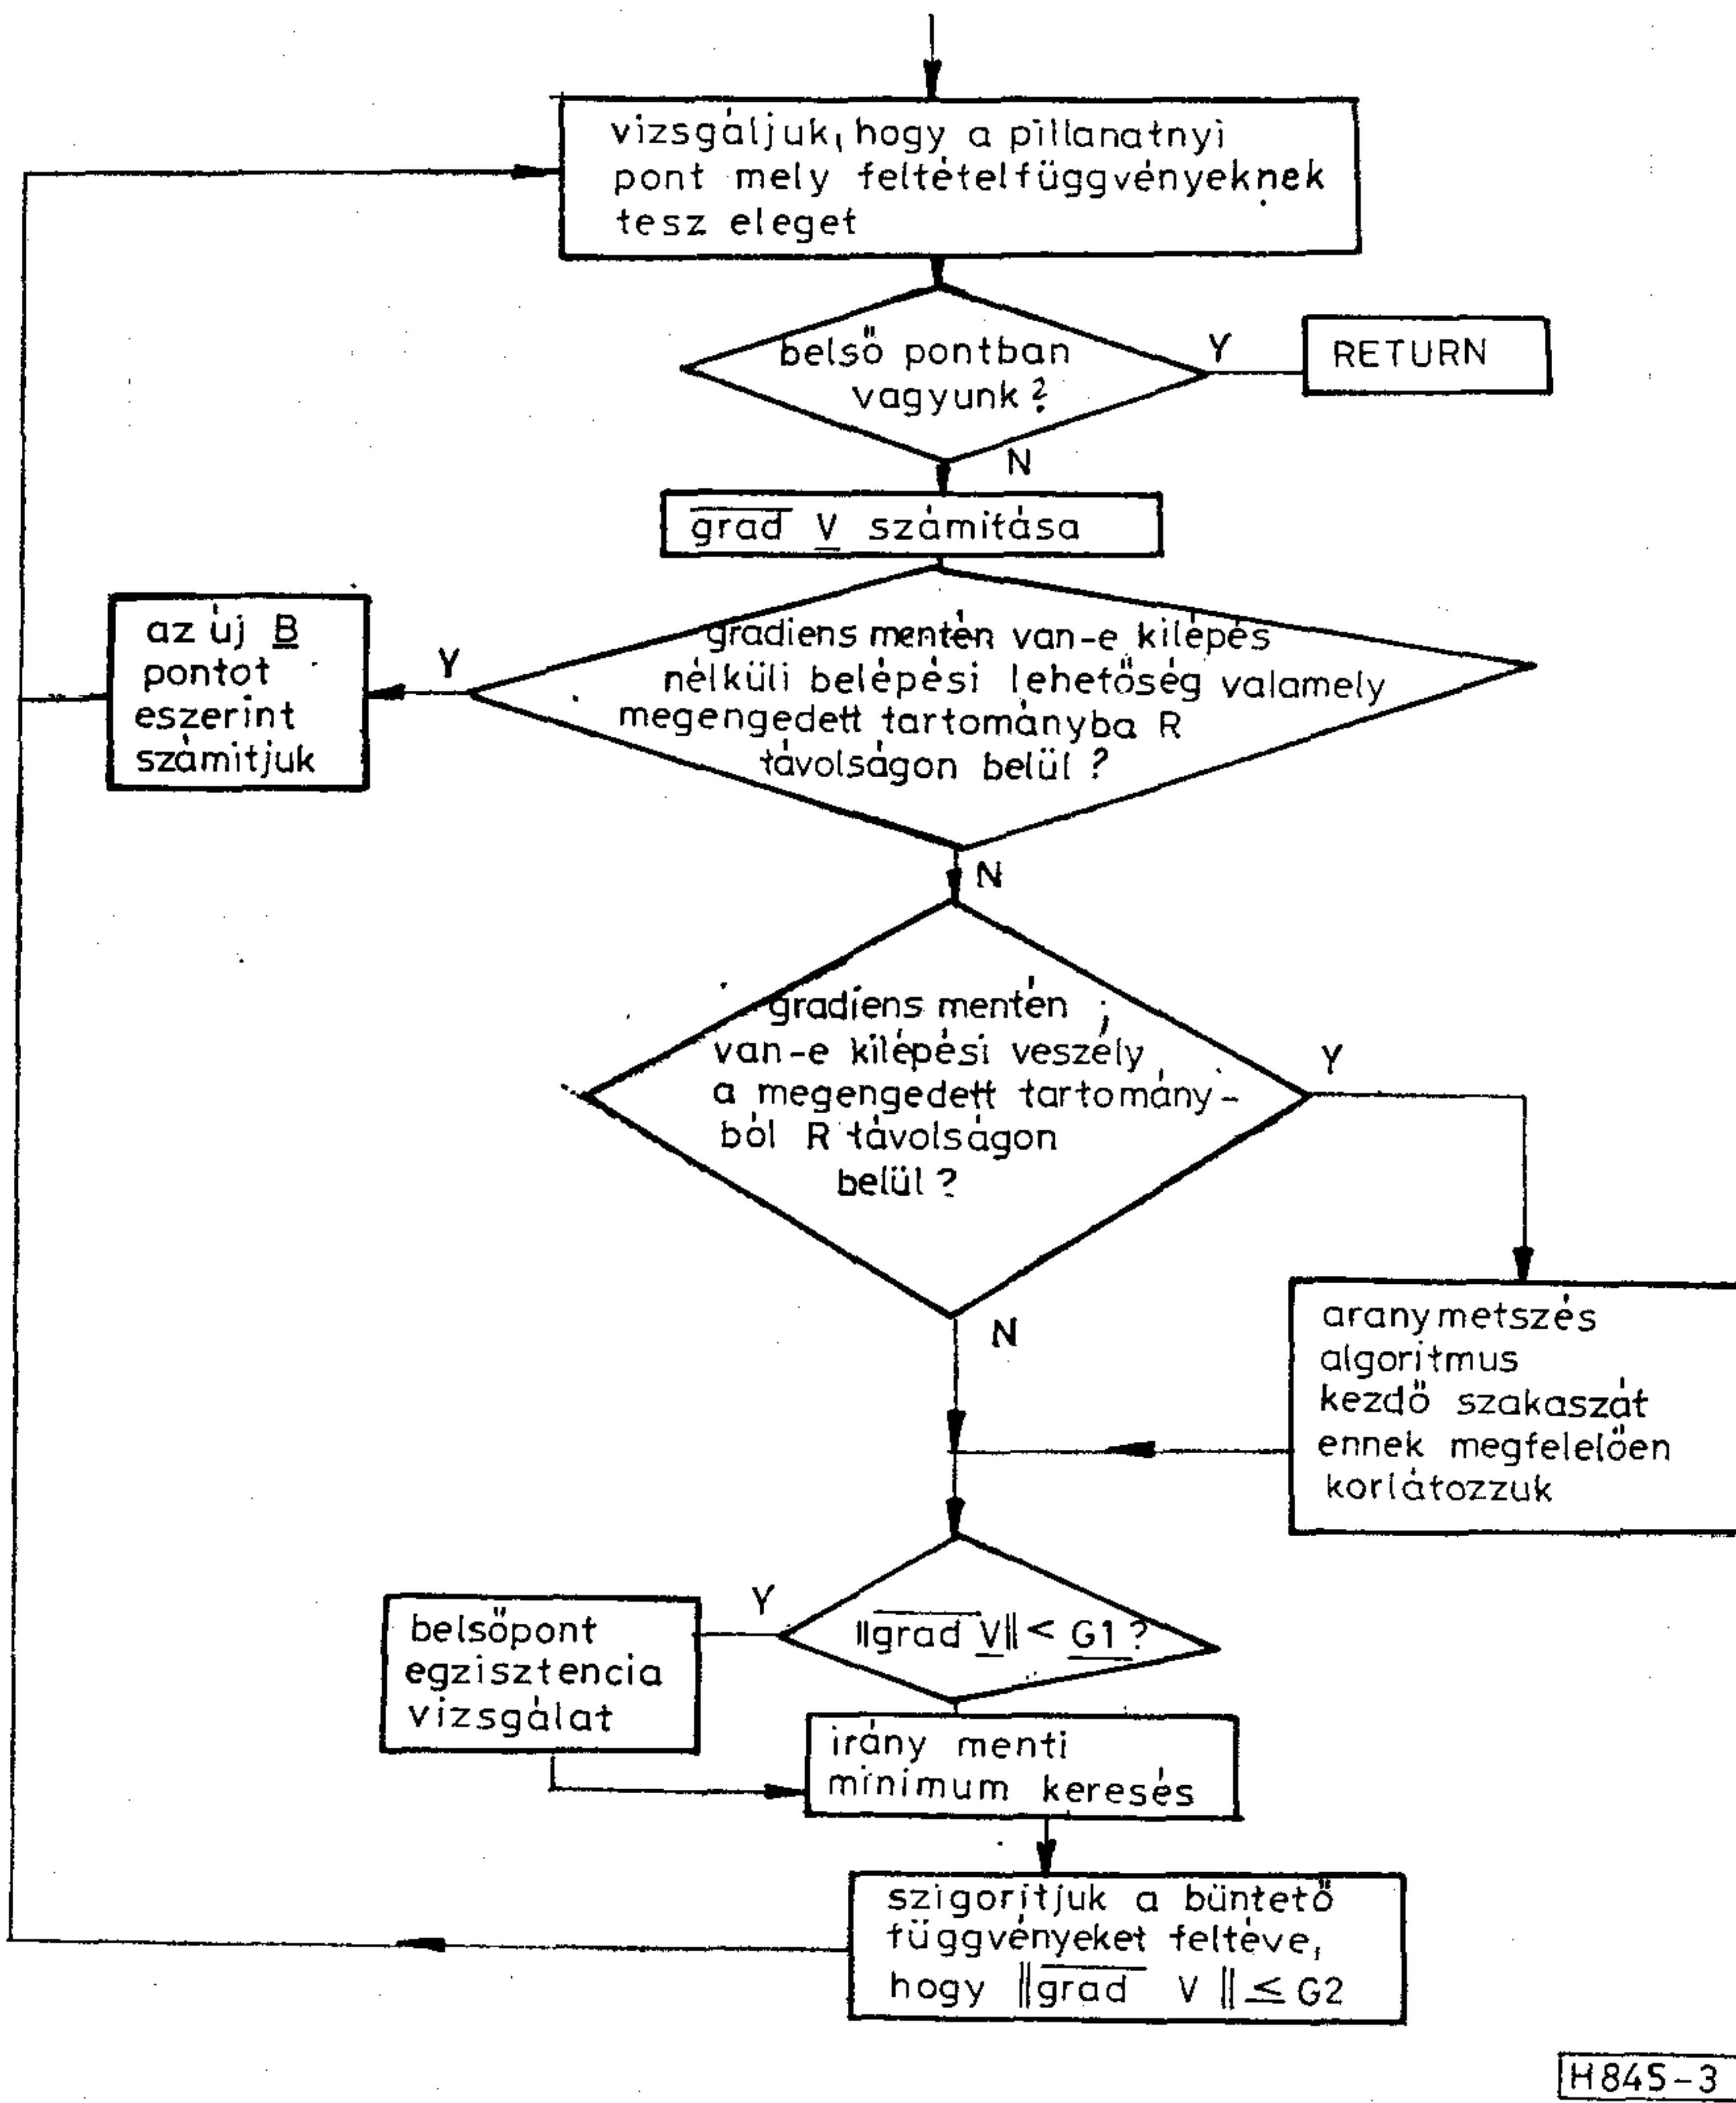 vizsgáljuk, hogy a pillanatnyi
pont mely feltételfüggvényeknek
tesz eleget
belső pontban
vagyunk?
Y
RETURN
N
grad V számítása
az új B
pontot
eszerint
számitjuk
Y
gradiens mentén van-e kilépés
nélküli belépési lehetőség valamely
megengedett tartományba R
távolságon belül?
N
gradiens mentén
van-e kilépési veszély
a megengedett tartomány-
ból R távolságon
belül?
Y
N
aranymetszés
algoritmus
kezdő szakaszát
ennek megfelelően
korlátozzuk
Y
||grad V|| < G1?
belsőpont
egzisztencia
vizsgálat
irány menti
minimum keresés
szigorítjuk a büntető
függvényeket feltéve,
hogy ||grad V || ≤ G2
H845-3